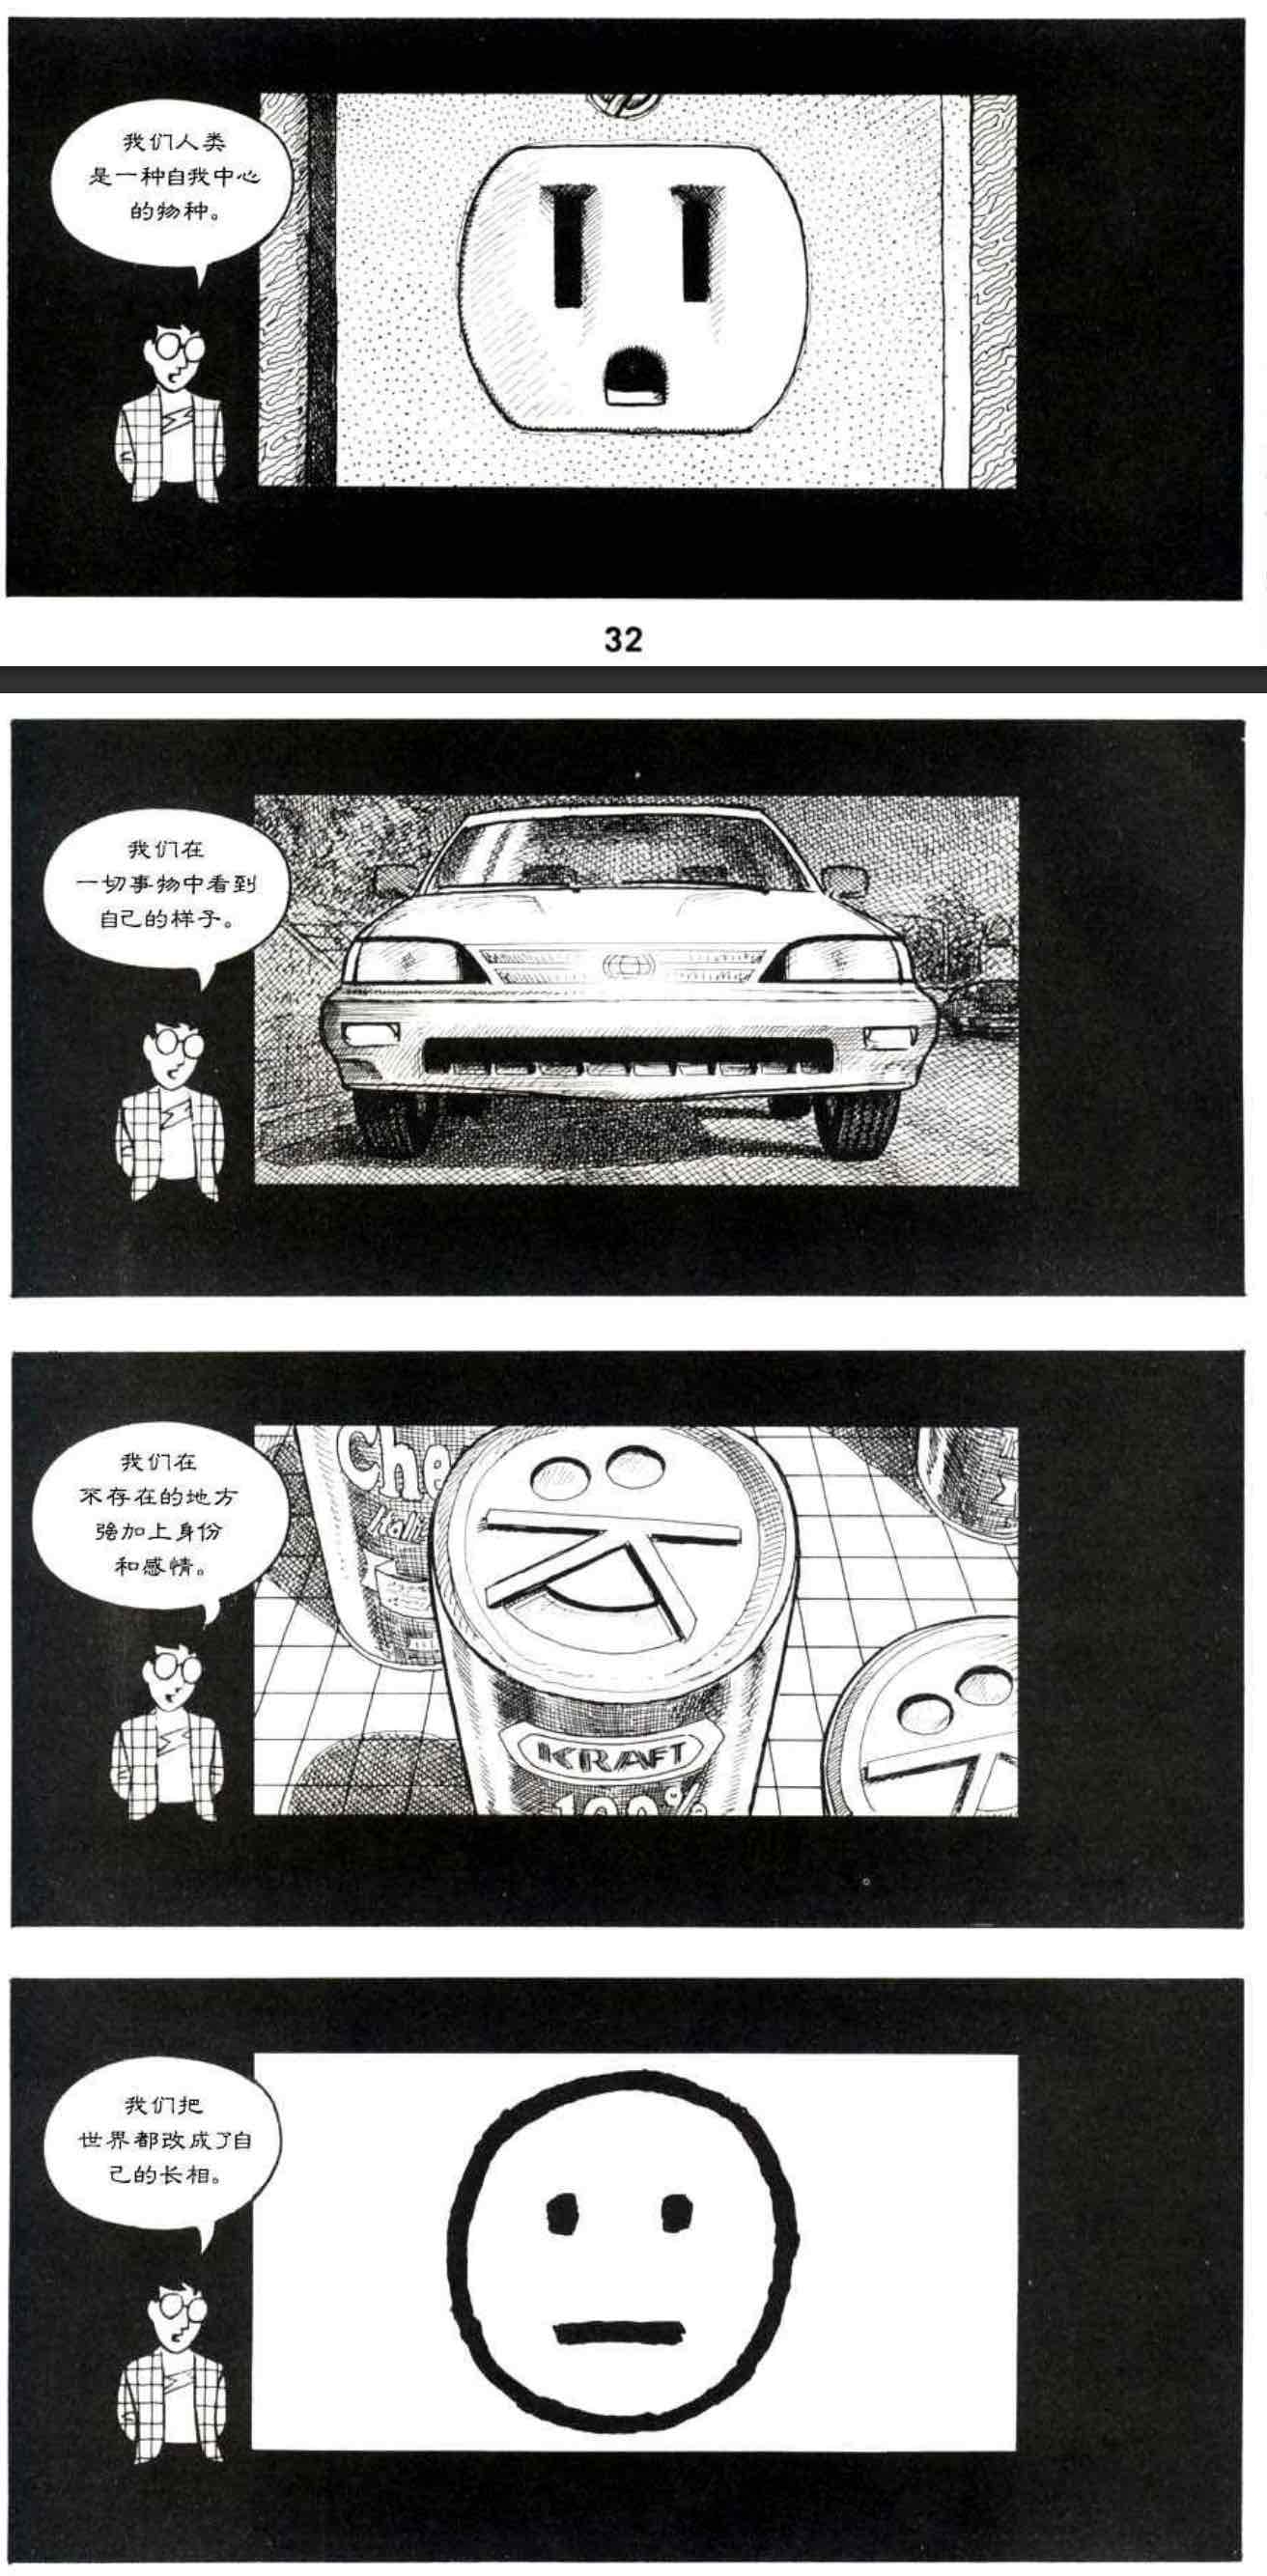 我们人类
是一种自我中心
的物种。
32
我们在
一切事物中看到
自己的样子。
我们在
不存在的地方
强加上身份
和感情。
Che
Itali
KRAFT
100%
我们把
世界都改成了自
己的长相。